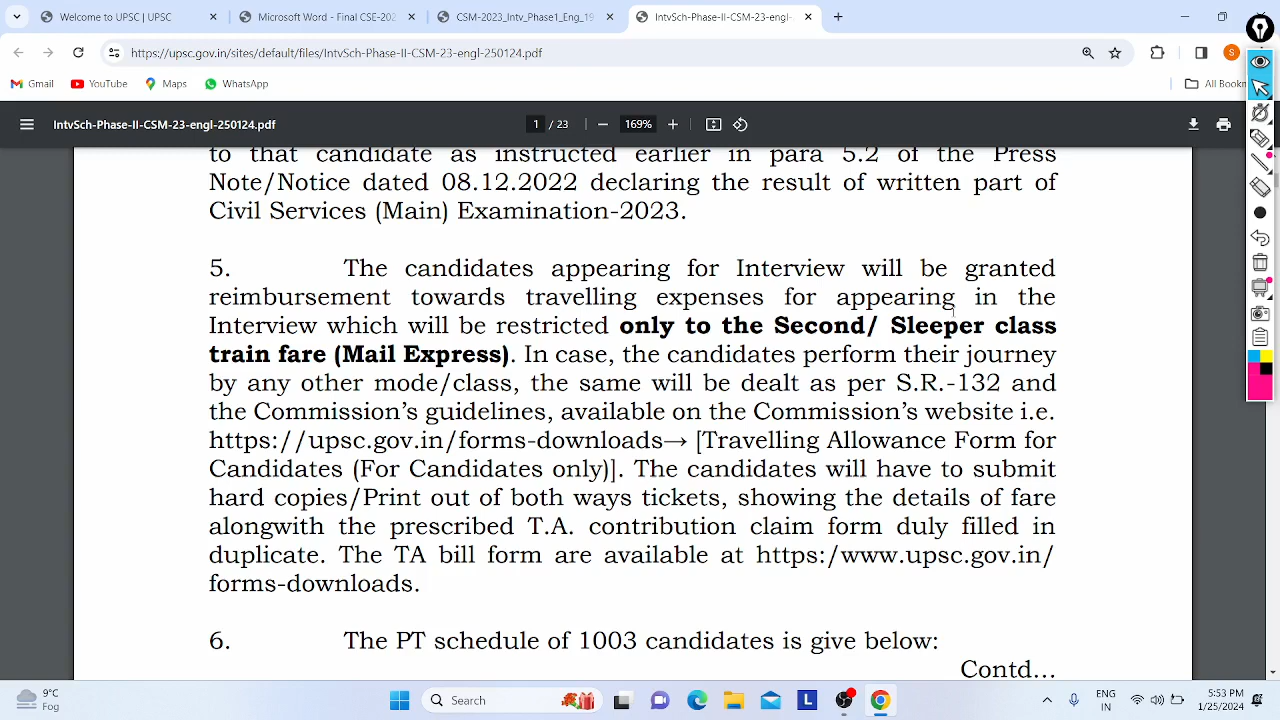 Welcome to UPSC | UPSC
Microsoft Word - Final CSE-202
CSM-2023_Intv_Phase I_Eng_19
IntvSch-Phase-II-CSM-23-engl-
https://upsc.gov.in/sites/default/files/IntvSch-Phase-II-CSM-23-engl-250124.pdf
S
Gmail
YouTube
Maps
WhatsApp
All Bookm
IntvSch-Phase-II-CSM-23-engl-250124.pdf
1 / 23
169%
to that candidate as instructed earlier in para 5.2 of the Press
Note/Notice dated 08.12.2022 declaring the result of written part of
Civil Services (Main) Examination-2023.
5. The candidates appearing for Interview will be granted
reimbursement towards travelling expenses for appearing in the
Interview which will be restricted only to the Second/ Sleeper class
train fare (Mail Express). In case, the candidates perform their journey
by any other mode/class, the same will be dealt as per S.R.-132 and
the Commission's guidelines, available on the Commission's website i.e.
https://upsc.gov.in/forms-downloads→ [Travelling Allowance Form for
Candidates (For Candidates only)]. The candidates will have to submit
hard copies/Print out of both ways tickets, showing the details of fare
alongwith the prescribed T.A. contribution claim form duly filled in
duplicate. The TA bill form are available at https:/www.upsc.gov.in/
forms-downloads.
6. The PT schedule of 1003 candidates is give below:
Contd...
9°C
Fog
Search
L
ENG
IN
5:53 PM
1/25/2024